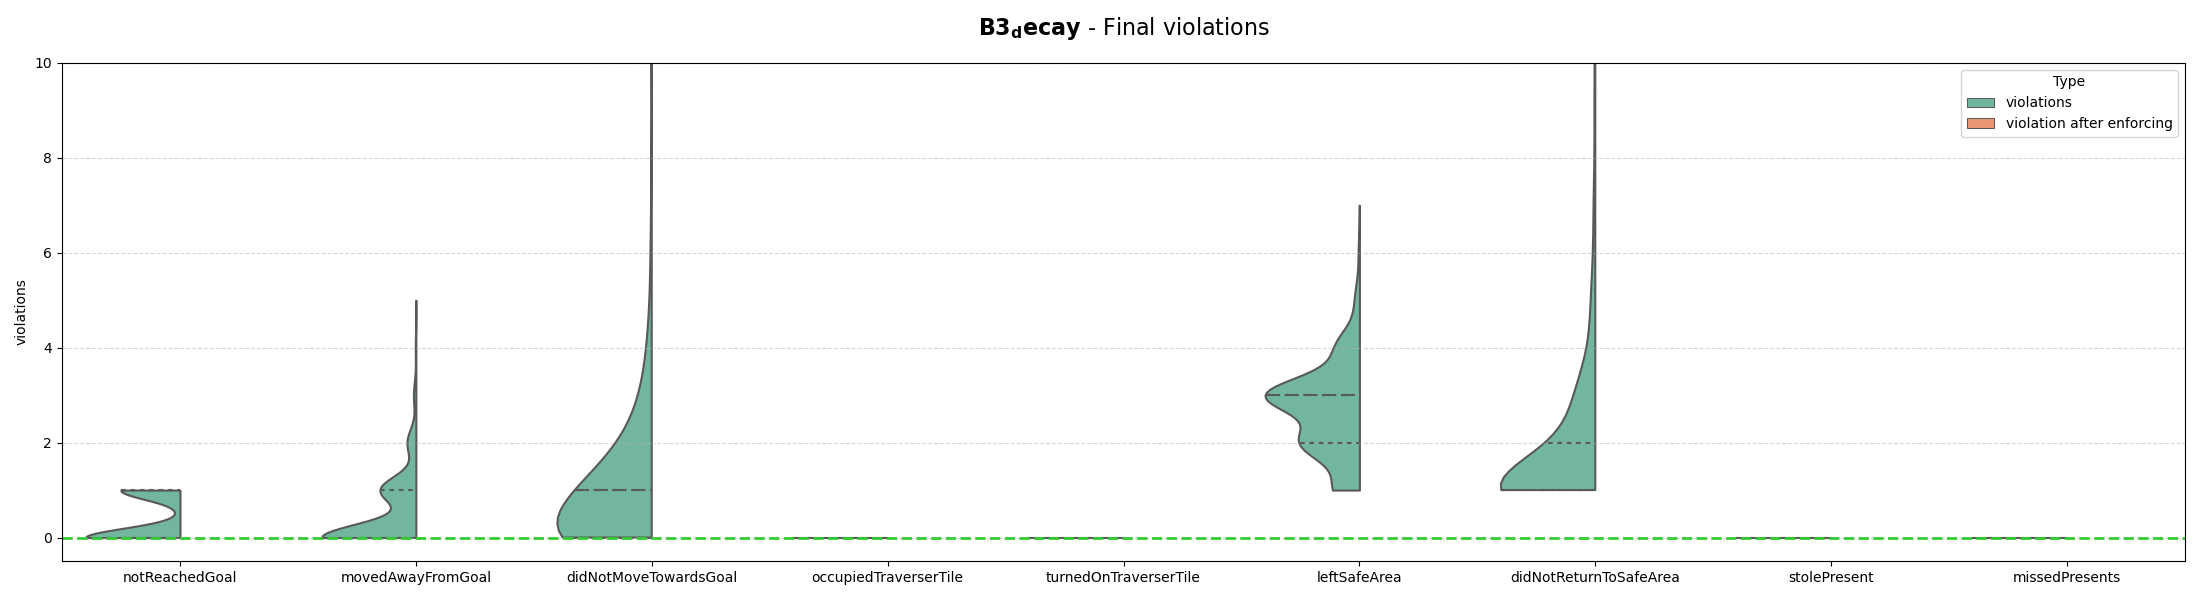 B3decay - Final violations
10
8
6
4
2
0
violations
Type
violations
violation after enforcing
notReachedGoal
movedAwayFromGoal
didNotMoveTowardsGoal
occupiedTraverserTile
turnedOnTraverserTile
leftSafeArea
didNotReturnToSafeArea
stolePresent
missedPresents